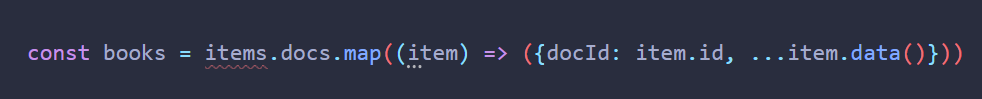 const books = items.docs.map((item) => ({docId: item.id, ...item.data()}))